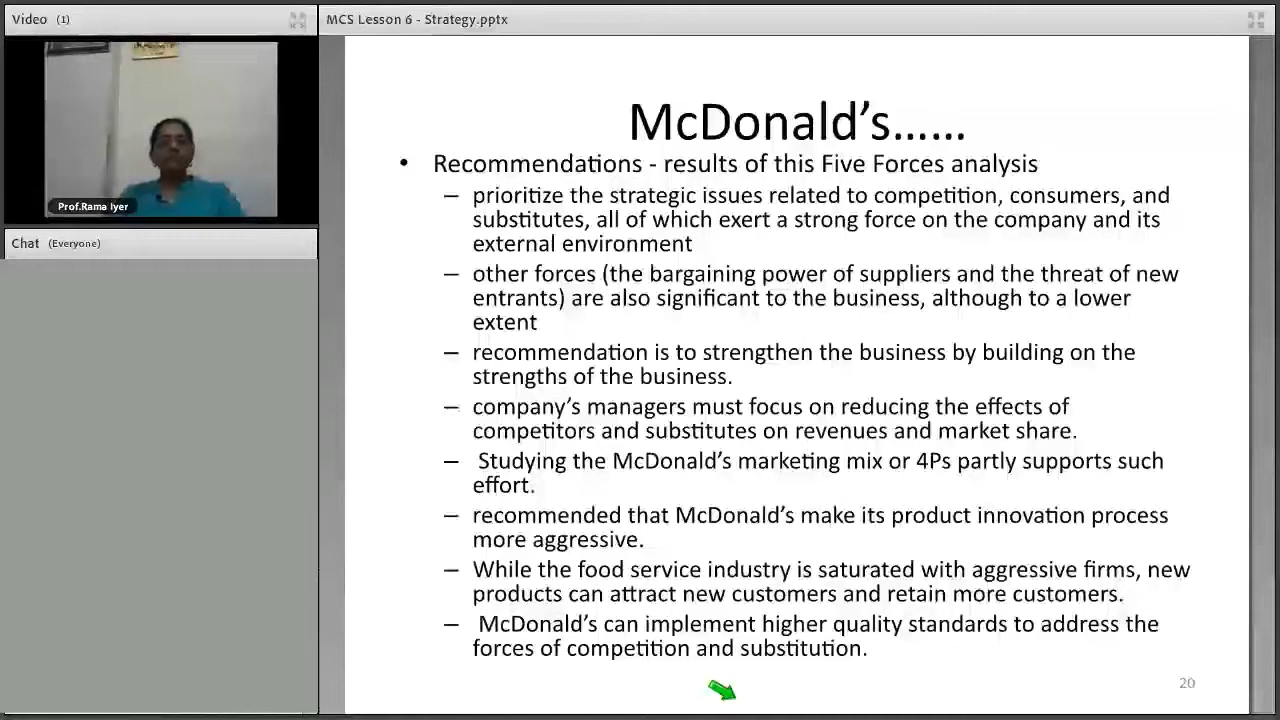 Video (1)
MCS Lesson 6 - Strategy.pptx
Prof.Rama Iyer
Chat (Everyone)
McDonald's......
• Recommendations - results of this Five Forces analysis
– prioritize the strategic issues related to competition, consumers, and
substitutes, all of which exert a strong force on the company and its
external environment
– other forces (the bargaining power of suppliers and the threat of new
entrants) are also significant to the business, although to a lower
extent
– recommendation is to strengthen the business by building on the
strengths of the business.
– company's managers must focus on reducing the effects of
competitors and substitutes on revenues and market share.
– Studying the McDonald's marketing mix or 4Ps partly supports such
effort.
– recommended that McDonald's make its product innovation process
more aggressive.
– While the food service industry is saturated with aggressive firms, new
products can attract new customers and retain more customers.
– McDonald's can implement higher quality standards to address the
forces of competition and substitution.
20